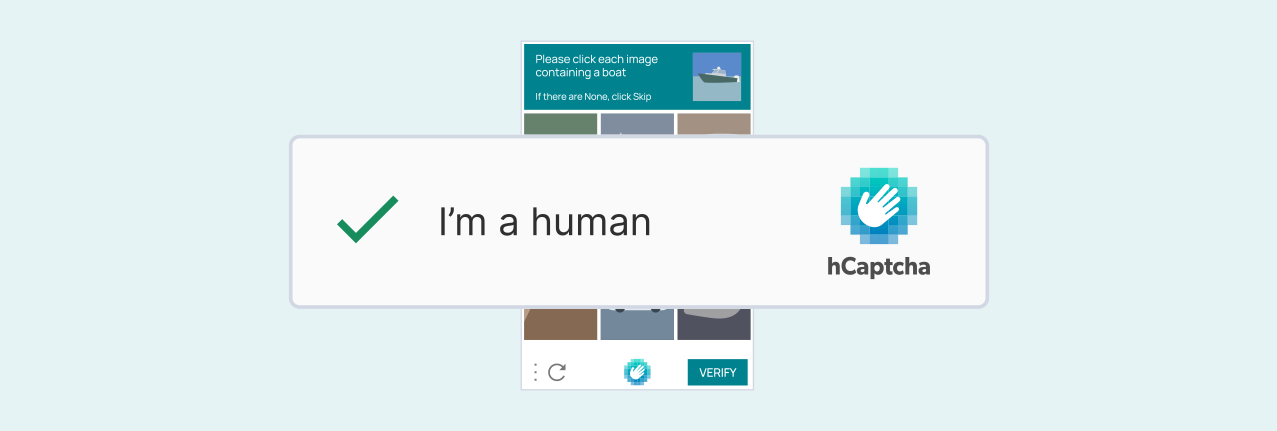 Please click each image
containing a boat
If there are None, click Skip
I'm a human
hCaptcha
VERIFY